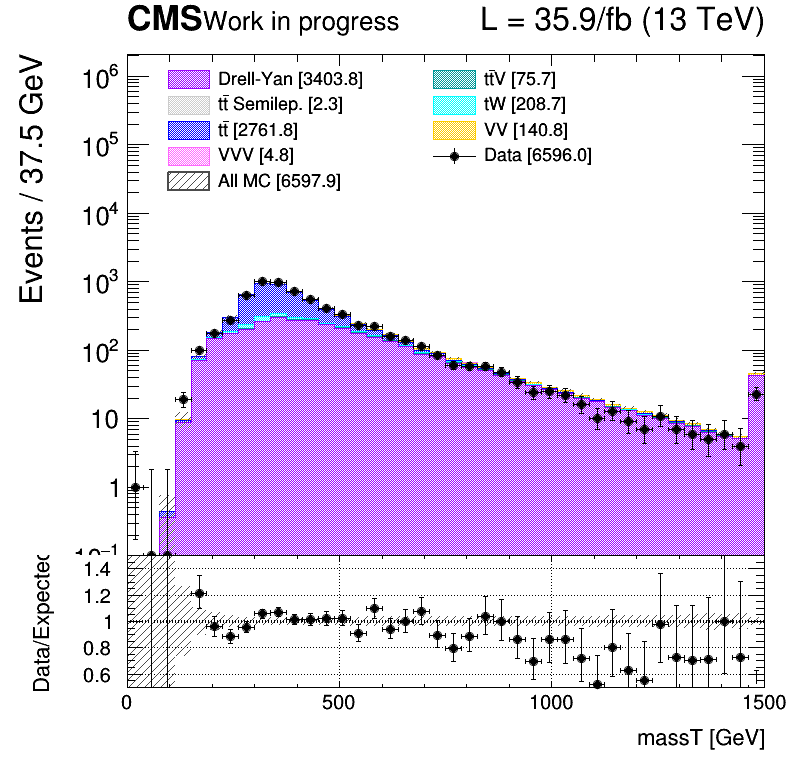 CMS Work in progress L = 35.9/fb (13 TeV)
Events / 37.5 GeV
10⁶
10⁵
10⁴
10³
10²
10
1
10⁻¹
Drell-Yan [3403.8]
tt̄ Semilep. [2.3]
tt̄ [2761.8]
VVV [4.8]
All MC [6597.9]
tt̄V [75.7]
tW [208.7]
VV [140.8]
Data [6596.0]
Data/Expected
1.4
1.2
1
0.8
0.6
0 500 1000 1500
massT [GeV]